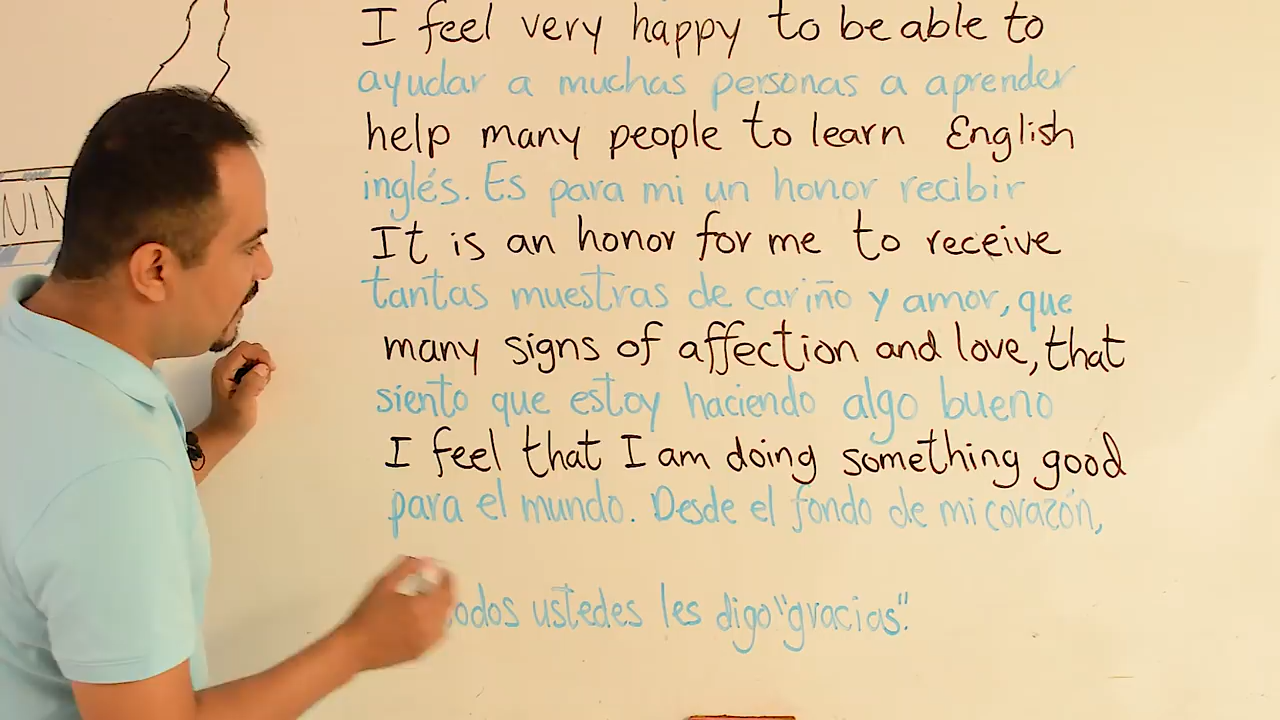 I feel very happy to be able to
ayudar a muchas personas a aprender
help many people to learn English
inglés. Es para mi un honor recibir
It is an honor for me to receive
tantas muestras de cariño y amor, que
many signs of affection and love, that
siento que estoy haciendo algo bueno
I feel that I am doing something good
para el mundo. Desde el fondo de mi corazón,
ustedes les digo "gracias".